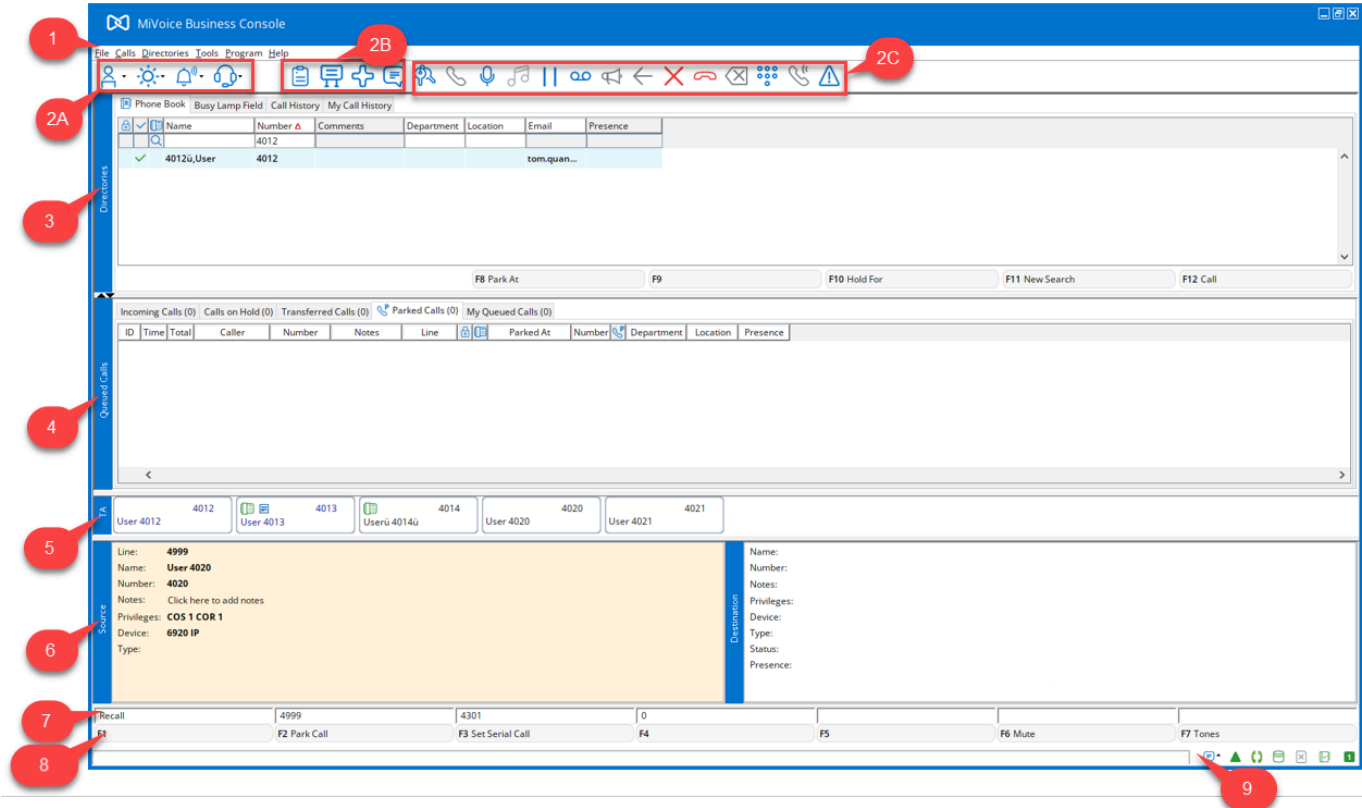 MiVoice Business Console
1
File Calls Directories Tools Program Help
2B
2C
2A
Phone Book Busy Lamp Field Call History My Call History
Name Number Comments Department Location Email Presence
4012
4012ü,User 4012 tom.quan...
Directories
3
F8 Park At F9 F10 Hold For F11 New Search F12 Call
Incoming Calls (0) Calls on Hold (0) Transferred Calls (0) Parked Calls (0) My Queued Calls (0)
ID Time Total Caller Number Notes Line Parked At Number Department Location Presence
Queued Calls
4
TA
4012 4013 4014 4020 4021
User 4012 User 4013 Userü 4014ü User 4020 User 4021
5
Source
Line: 4999
Name: User 4020
Number: 4020
Notes: Click here to add notes
Privileges: COS 1 COR 1
Device: 6920 IP
Type:
6
Destination
Name:
Number:
Notes:
Privileges:
Device:
Type:
Status:
Presence:
7
Recall 4999 4301 0
F1 F2 Park Call F3 Set Serial Call F4 F5 F6 Mute F7 Tones
8
1
9